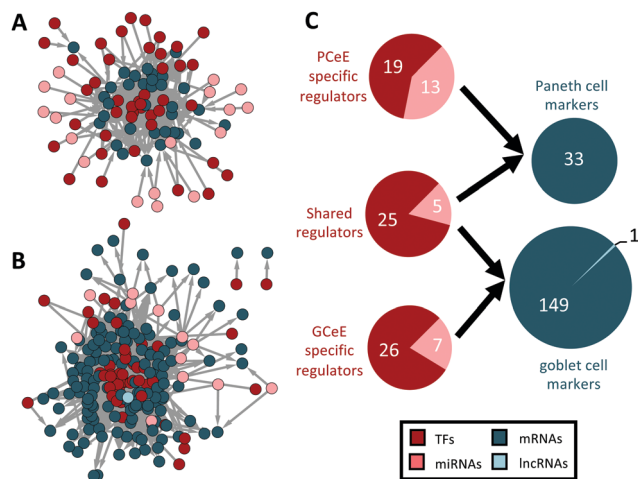 A
B
C
PCeE
specific
regulators
19
13
Shared
regulators
25
5
GCeE
specific
regulators
26
7
Paneth cell
markers
33
1
149
goblet cell
markers
TFs
mRNAs
miRNAs
lncRNAs